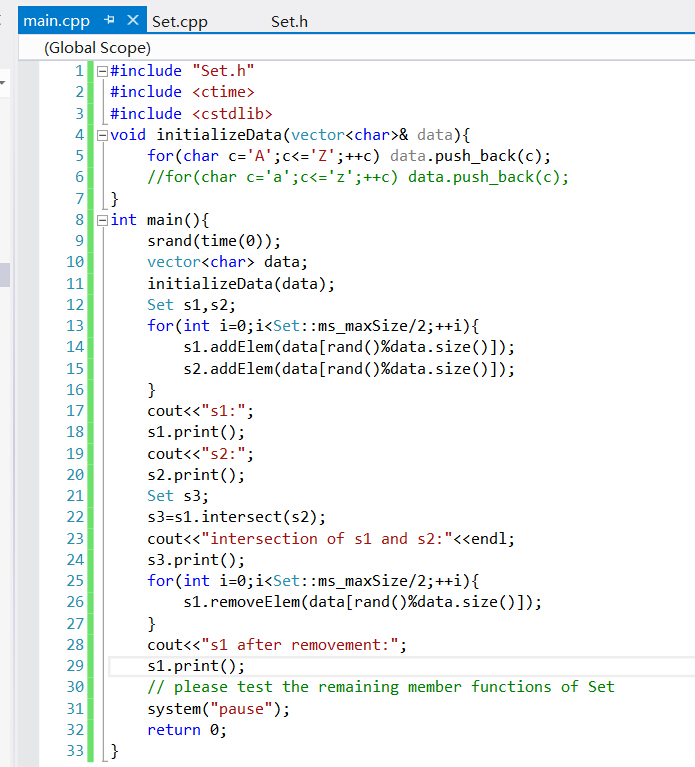 main.cpp Set.cpp Set.h
(Global Scope)
1 #include "Set.h"
2 #include <ctime>
3 #include <cstdlib>
4 void initializeData(vector<char>& data){
5 for(char c='A';c<='Z';++c) data.push_back(c);
6 //for(char c='a';c<='z';++c) data.push_back(c);
7 }
8 int main(){
9 srand(time(0));
10 vector<char> data;
11 initializeData(data);
12 Set s1,s2;
13 for(int i=0;i<Set::ms_maxSize/2;++i){
14 s1.addElem(data[rand()%data.size()]);
15 s2.addElem(data[rand()%data.size()]);
16 }
17 cout<<"s1:";
18 s1.print();
19 cout<<"s2:";
20 s2.print();
21 Set s3;
22 s3=s1.intersect(s2);
23 cout<<"intersection of s1 and s2:"<<endl;
24 s3.print();
25 for(int i=0;i<Set::ms_maxSize/2;++i){
26 s1.removeElem(data[rand()%data.size()]);
27 }
28 cout<<"s1 after removement:";
29 s1.print();
30 // please test the remaining member functions of Set
31 system("pause");
32 return 0;
33 }